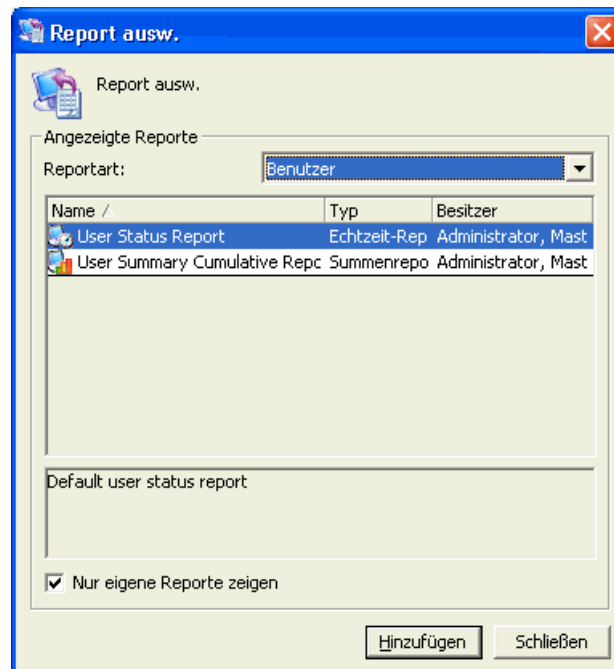 Report ausw.
Report ausw.
Angezeigte Reporte
Reportart: Benutzer
Name Typ Besitzer
User Status Report Echtzeit-Rep Administrator, Mast
User Summary Cumulative Repo Summenrepo Administrator, Mast
Default user status report
Nur eigene Reporte zeigen
Hinzufügen Schließen